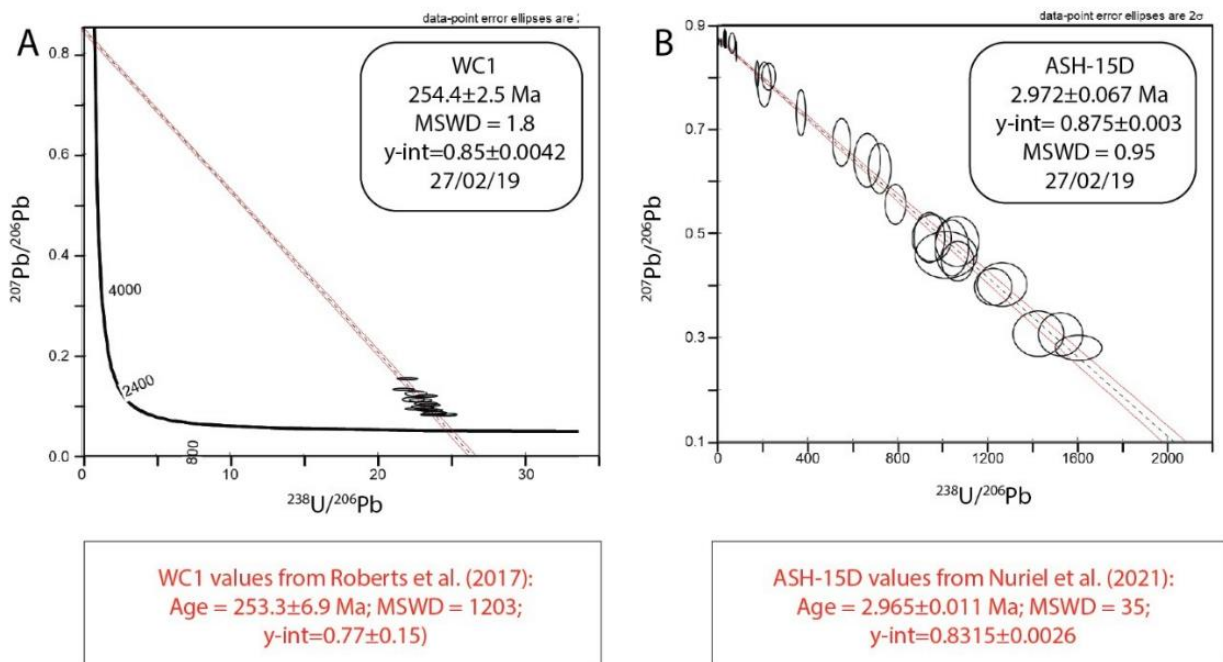 data-point error ellipses are 2
A
WC1
254.4±2.5 Ma
MSWD = 1.8
y-int=0.85±0.0042
27/02/19
0.8
0.6
0.4
0.2
0.0
4000
2400
800
0
10
20
30
²⁰⁷Pb/²⁰⁶Pb
²³⁸U/²⁰⁶Pb
data-point error ellipses are 2σ
B
ASH-15D
2.972±0.067 Ma
y-int= 0.875±0.003
MSWD = 0.95
27/02/19
0.9
0.7
0.5
0.3
0.1
0
400
800
1200
1600
2000
²⁰⁷Pb/²⁰⁶Pb
²³⁸U/²⁰⁶Pb
WC1 values from Roberts et al. (2017):
Age = 253.3±6.9 Ma; MSWD = 1203;
y-int=0.77±0.15)
ASH-15D values from Nuriel et al. (2021):
Age = 2.965±0.011 Ma; MSWD = 35;
y-int=0.8315±0.0026